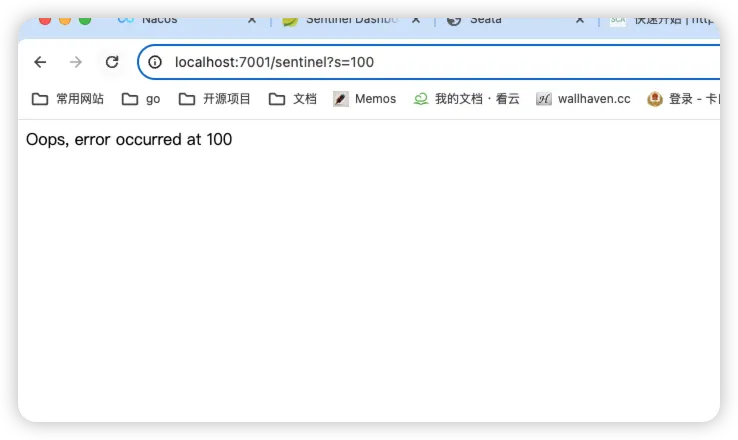 Nacos
Sentinel Dashbo
Seata
SCA 快速开始 | http
localhost:7001/sentinel?s=100
常用网站 go 开源项目 文档 Memos 我的文档 · 看云 wallhaven.cc 登录 - 卡
Oops, error occurred at 100